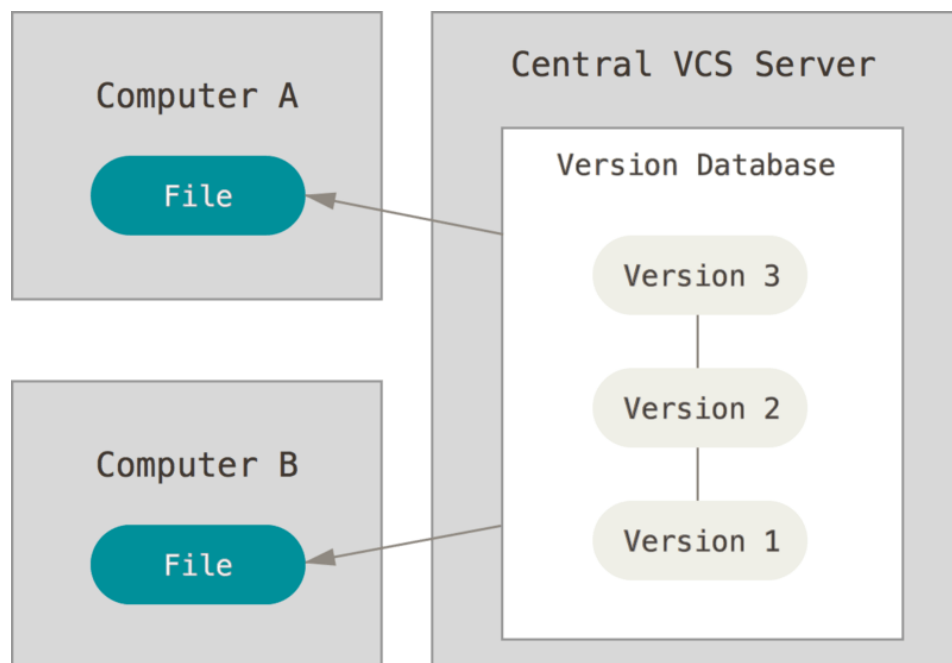 Computer A
File
Computer B
File
Central VCS Server
Version Database
Version 3
Version 2
Version 1